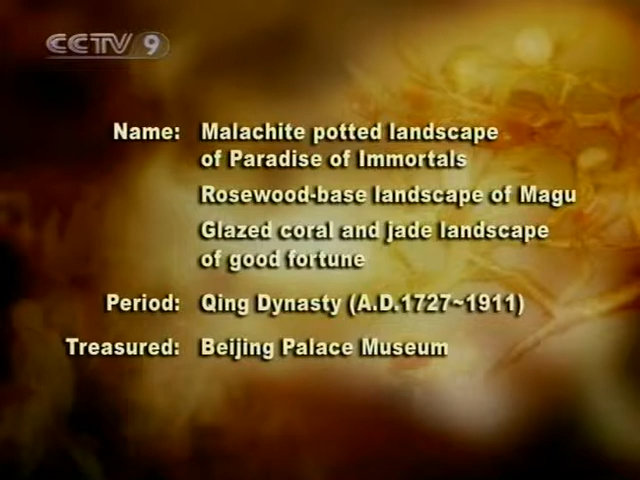 CCTV 9
Name: Malachite potted landscape
of Paradise of Immortals
Rosewood-base landscape of Magu
Glazed coral and jade landscape
of good fortune
Period: Qing Dynasty (A.D.1727~1911)
Treasured: Beijing Palace Museum